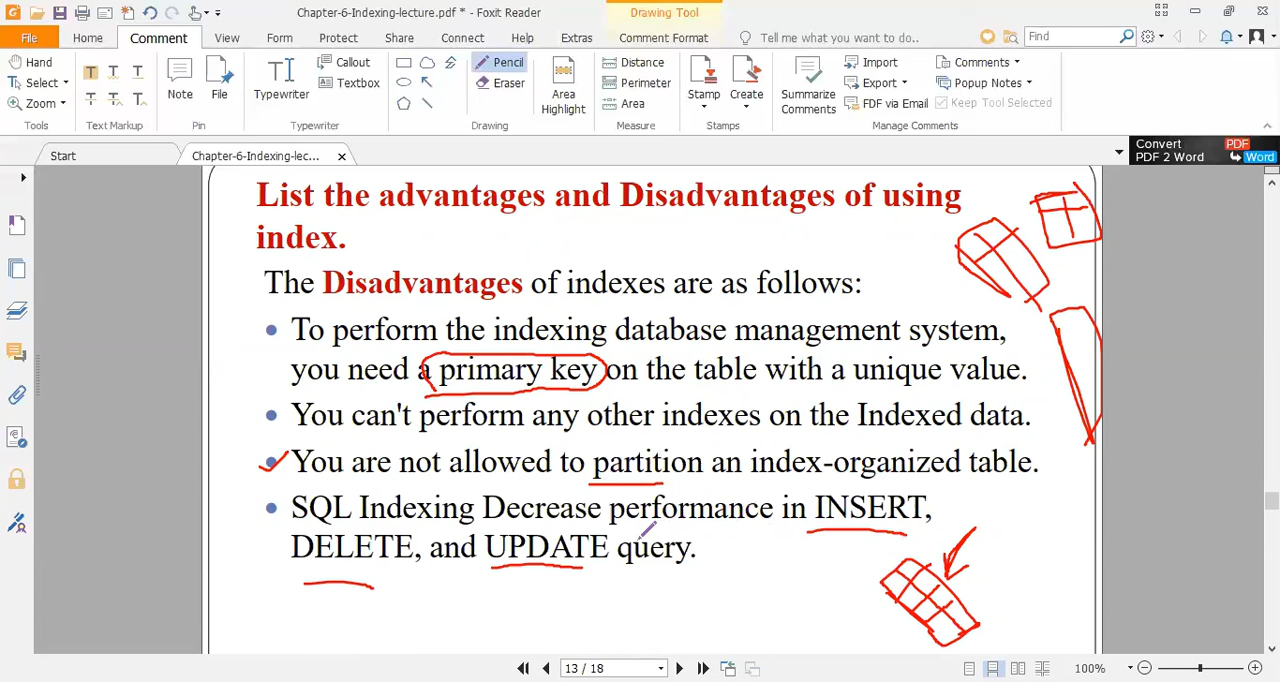 Chapter-6-Indexing-lecture.pdf * - Foxit Reader
Drawing Tool
File Home Comment View Form Protect Share Connect Help Extras Comment Format Tell me what you want to do.. Find
Hand
Select
Zoom
Tools
T T T
T T T
Text Markup
Note
File
Pin
Typewriter
Callout
Textbox
Typewriter
Pencil
Eraser
Drawing
Area
Highlight
Distance
Perimeter
Area
Measure
Stamp
Create
Stamps
Summarize
Comments
Import
Export
FDF via Email
Comments
Popup Notes
Keep Tool Selected
Manage Comments
Start
Chapter-6-Indexing-lec...
Convert PDF
PDF 2 Word Word
List the advantages and Disadvantages of using
index.
The Disadvantages of indexes are as follows:
• To perform the indexing database management system,
you need a primary key on the table with a unique value.
• You can't perform any other indexes on the Indexed data.
• You are not allowed to partition an index-organized table.
• SQL Indexing Decrease performance in INSERT,
DELETE, and UPDATE query.
13 / 18
100%